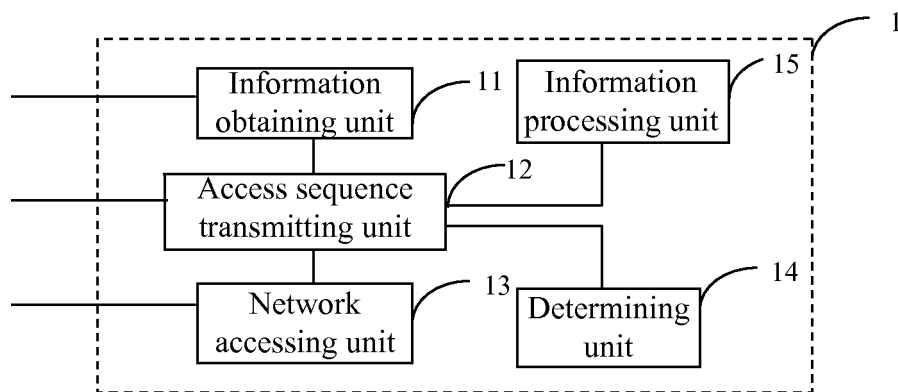 1
Information
obtaining unit
11
Information
processing unit
15
Access sequence
transmitting unit
12
Network
accessing unit
13
Determining
unit
14